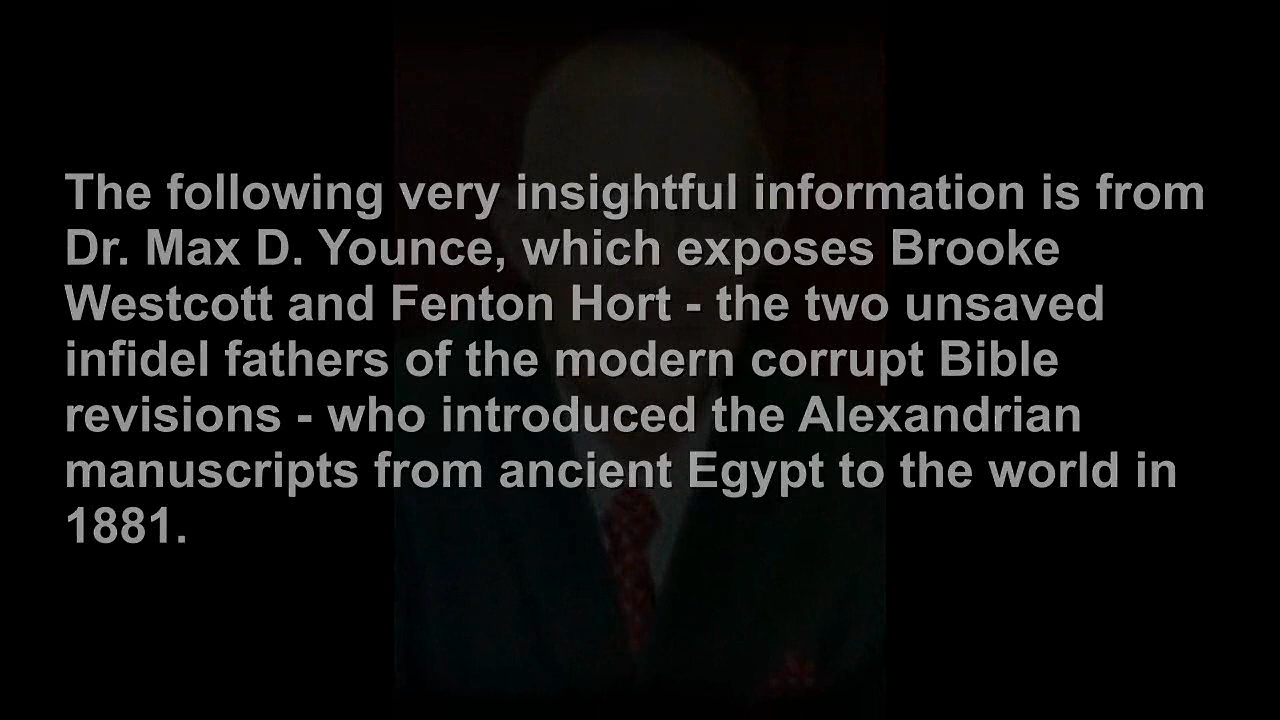 The following very insightful information is from
Dr. Max D. Younce, which exposes Brooke
Westcott and Fenton Hort - the two unsaved
infidel fathers of the modern corrupt Bible
revisions - who introduced the Alexandrian
manuscripts from ancient Egypt to the world in
1881.